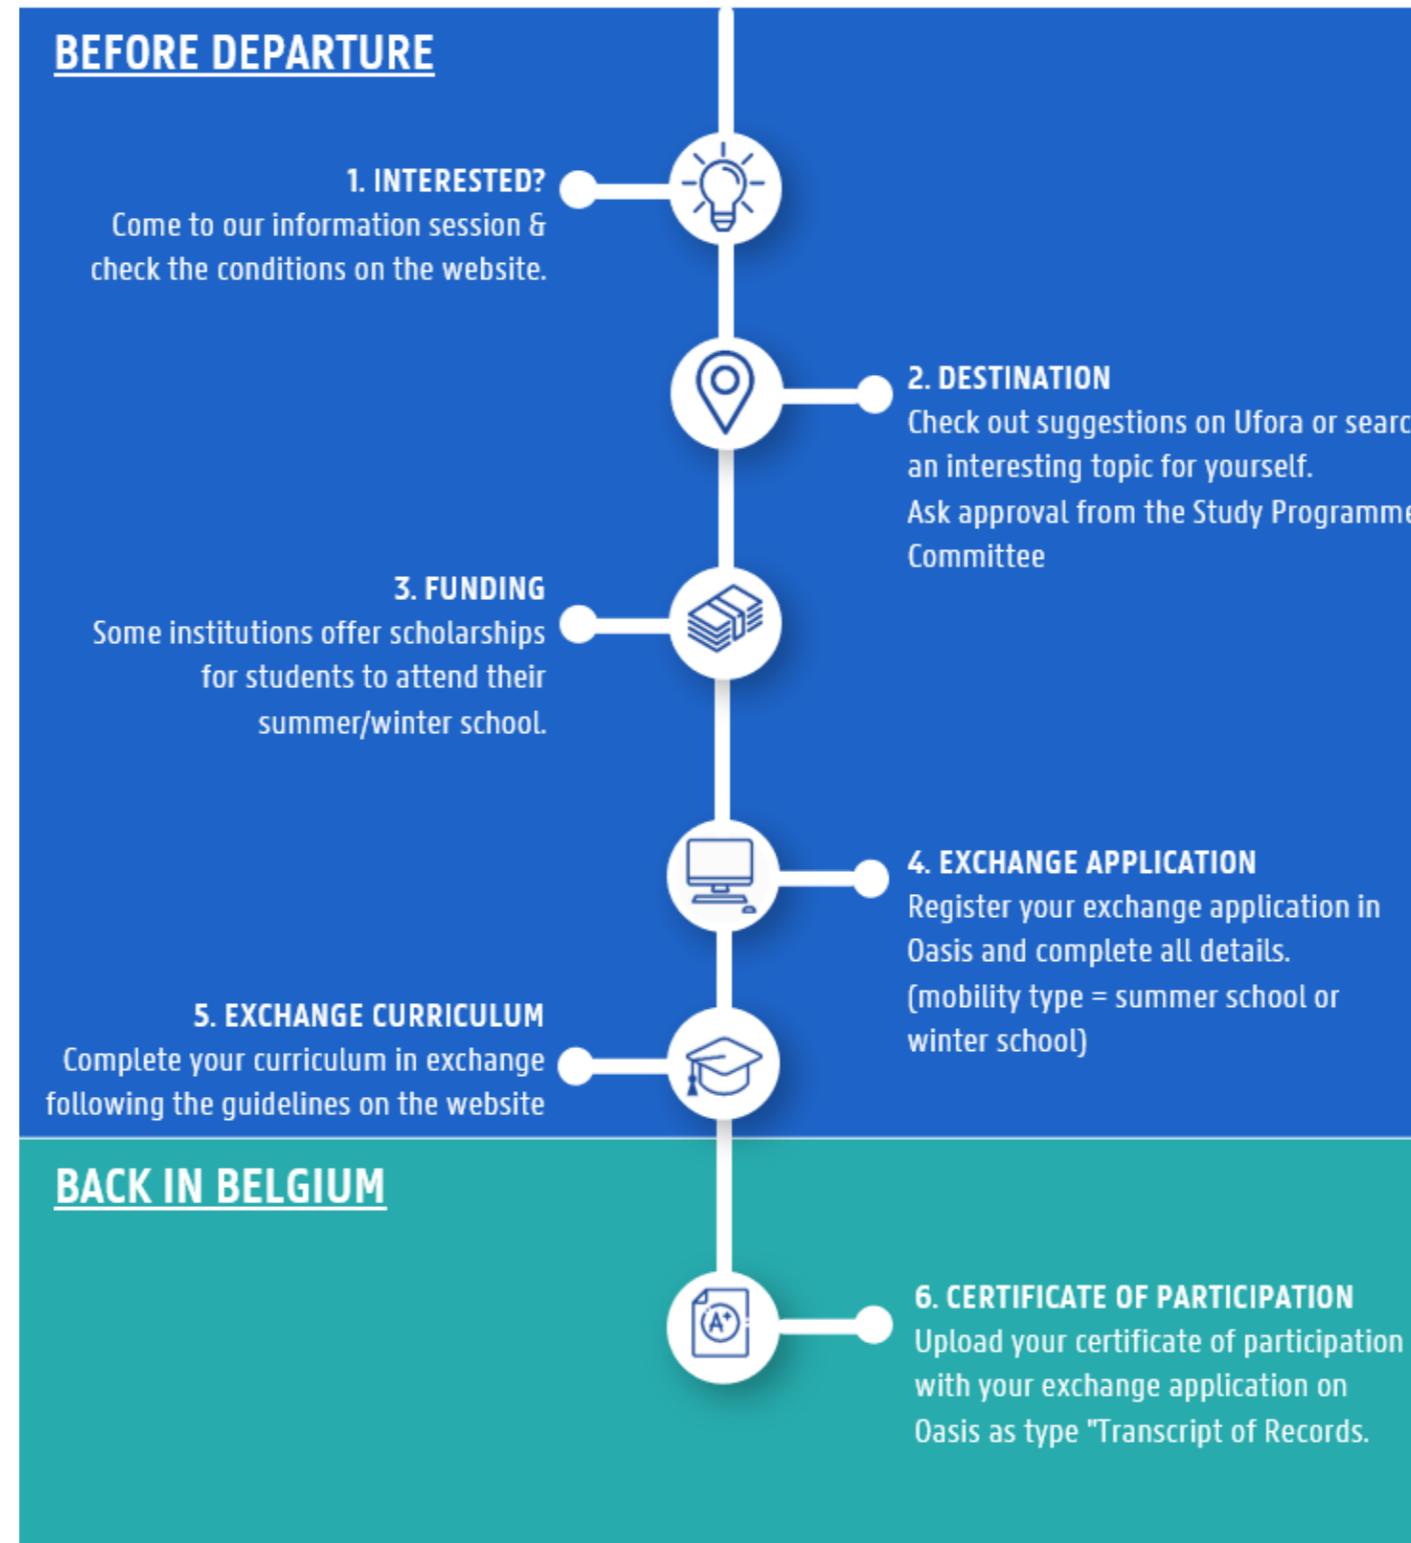 BEFORE DEPARTURE
1. INTERESTED?
Come to our information session &
check the conditions on the website.
2. DESTINATION
Check out suggestions on Ufora or searc
an interesting topic for yourself.
Ask approval from the Study Programme
Committee
3. FUNDING
Some institutions offer scholarships
for students to attend their
summer/winter school.
4. EXCHANGE APPLICATION
Register your exchange application in
Oasis and complete all details.
(mobility type = summer school or
winter school)
5. EXCHANGE CURRICULUM
Complete your curriculum in exchange
following the guidelines on the website
BACK IN BELGIUM
A+
6. CERTIFICATE OF PARTICIPATION
Upload your certificate of participation
with your exchange application on
Oasis as type "Transcript of Records.